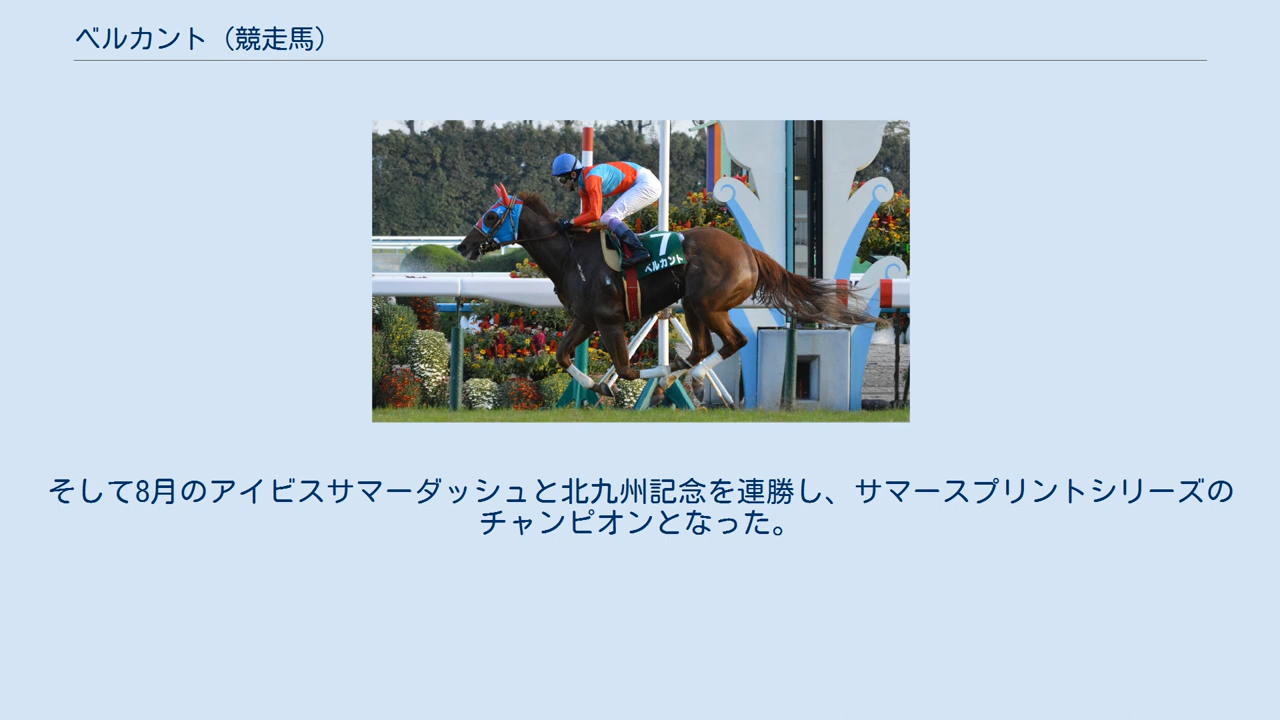 ベルカント（競走馬）
7
ベルカント
そして8月のアイビスサマーダッシュと北九州記念を連勝し、サマースプリントシリーズの
チャンピオンとなった。